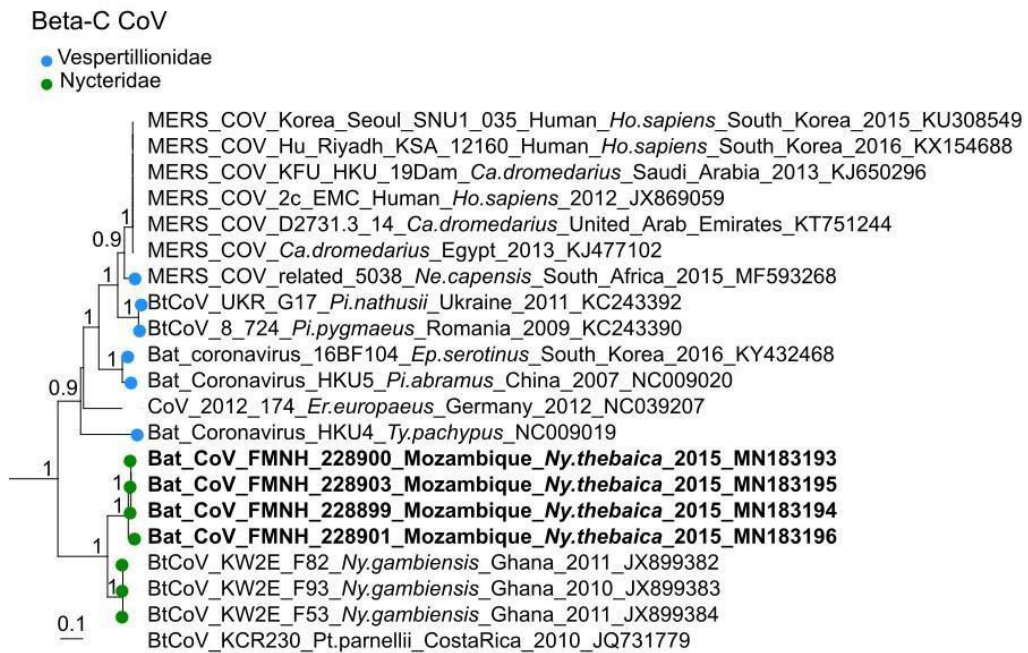 Beta-C CoV
Vespertillionidae
Nycteridae
MERS_COV_Korea_Seoul_SNU1_035_Human_Ho.sapiens_South_Korea_2015_KU308549
MERS_COV_Hu_Riyadh_KSA_12160_Human_Ho.sapiens_South_Korea_2016_KX154688
MERS_COV_KFU_HKU_19Dam_Ca.dromedarius_Saudi_Arabia_2013_KJ650296
MERS_COV_2c_EMC_Human_Ho.sapiens_2012_JX869059
1 MERS_COV_D2731.3_14_Ca.dromedarius_United_Arab_Emirates_KT751244
0.9 MERS_COV_Ca.dromedarius_Egypt_2013_KJ477102
1 MERS_COV_related_5038_Ne.capensis_South_Africa_2015_MF593268
1 BtCoV_UKR_G17_Pi.nathusii_Ukraine_2011_KC243392
1 BtCoV_8_724_Pi.pygmaeus_Romania_2009_KC243390
1 Bat_coronavirus_16BF104_Ep.serotinus_South_Korea_2016_KY432468
0.9 Bat_Coronavirus_HKU5_Pi.abramus_China_2007_NC009020
CoV_2012_174_Er.europaeus_Germany_2012_NC039207
Bat_Coronavirus_HKU4_Ty.pachypus_NC009019
1 Bat_CoV_FMNH_228900_Mozambique_Ny.thebaica_2015_MN183193
1 Bat_CoV_FMNH_228903_Mozambique_Ny.thebaica_2015_MN183195
1 Bat_CoV_FMNH_228899_Mozambique_Ny.thebaica_2015_MN183194
1 Bat_CoV_FMNH_228901_Mozambique_Ny.thebaica_2015_MN183196
BtCoV_KW2E_F82_Ny.gambiensis_Ghana_2011_JX899382
1 BtCoV_KW2E_F93_Ny.gambiensis_Ghana_2010_JX899383
BtCoV_KW2E_F53_Ny.gambiensis_Ghana_2011_JX899384
0.1 BtCoV_KCR230_Pt.parnellii_CostaRica_2010_JQ731779